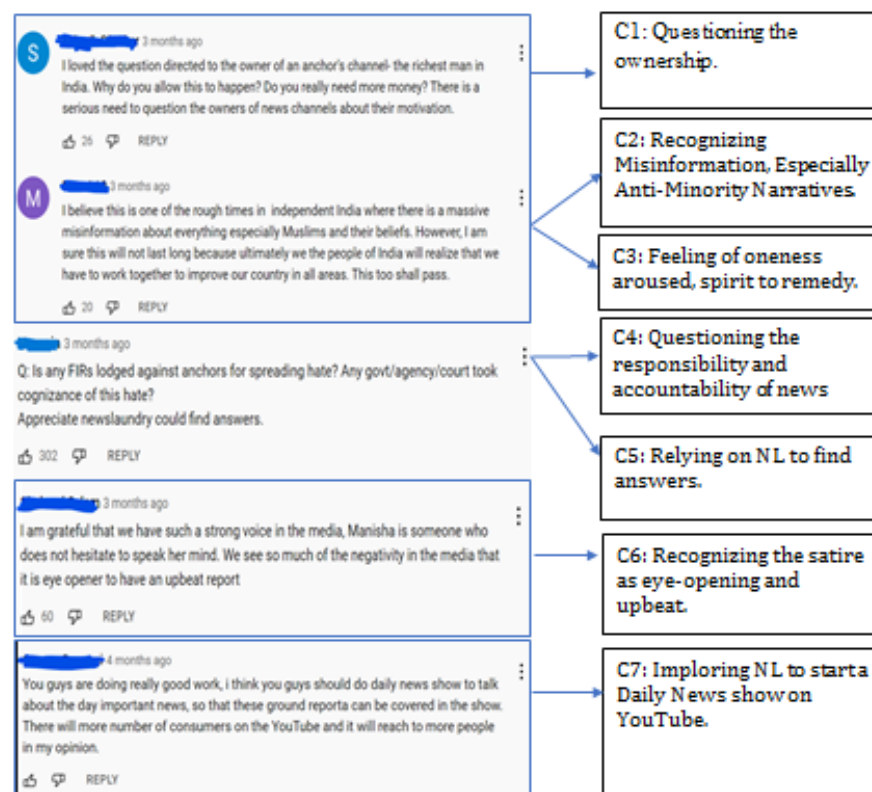 S
3 months ago
I loved the question directed to the owner of an anchor's channel- the richest man in
India. Why do you allow this to happen? Do you really need more money? There is a
serious need to question the owners of news channels about their motivation.
26 REPLY
C1: Questioning the
ownership.
M
3 months ago
I believe this is one of the rough times in independent India where there is a massive
misinformation about everything especially Muslims and their beliefs. However, I am
sure this will not last long because ultimately we the people of India will realize that we
have to work together to improve our country in all areas. This too shall pass.
20 REPLY
C2: Recognizing
Misinformation, Especially
Anti-Minority Narratives.
C3: Feeling of oneness
aroused, spirit to remedy.
3 months ago
Q: Is any FIRs lodged against anchors for spreading hate? Any govt/agency/court took
cognizance of this hate?
Appreciate newslaundry could find answers.
302 REPLY
C4: Questioning the
responsibility and
accountability of news
C5: Relying on NL to find
answers.
3 months ago
I am grateful that we have such a strong voice in the media, Manisha is someone who
does not hesitate to speak her mind. We see so much of the negativity in the media that
it is eye opener to have an upbeat report
60 REPLY
C6: Recognizing the satire
as eye-opening and
upbeat.
4 months ago
You guys are doing really good work, i think you guys should do daily news show to talk
about the day important news, so that these ground reporta can be covered in the show.
There will more number of consumers on the YouTube and it will reach to more people
in my opinion.
REPLY
C7: Imploring NL to start a
Daily News show on
YouTube.